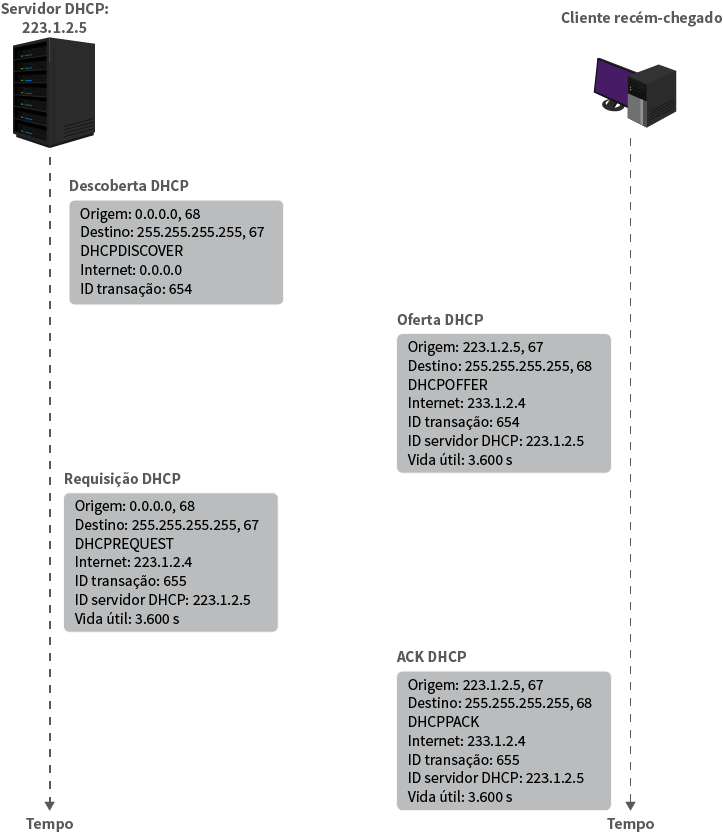 Servidor DHCP:
223.1.2.5
Cliente recém-chegado
Descoberta DHCP
Origem: 0.0.0.0, 68
Destino: 255.255.255.255, 67
DHCPDISCOVER
Internet: 0.0.0.0
ID transação: 654
Oferta DHCP
Origem: 223.1.2.5, 67
Destino: 255.255.255.255, 68
DHCPOFFER
Internet: 233.1.2.4
ID transação: 654
ID servidor DHCP: 223.1.2.5
Vida útil: 3.600 s
Requisição DHCP
Origem: 0.0.0.0, 68
Destino: 255.255.255.255, 67
DHCPREQUEST
Internet: 223.1.2.4
ID transação: 655
ID servidor DHCP: 223.1.2.5
Vida útil: 3.600 s
ACK DHCP
Origem: 223.1.2.5, 67
Destino: 255.255.255.255, 68
DHCPPACK
Internet: 233.1.2.4
ID transação: 655
ID servidor DHCP: 223.1.2.5
Vida útil: 3.600 s
Tempo
Tempo